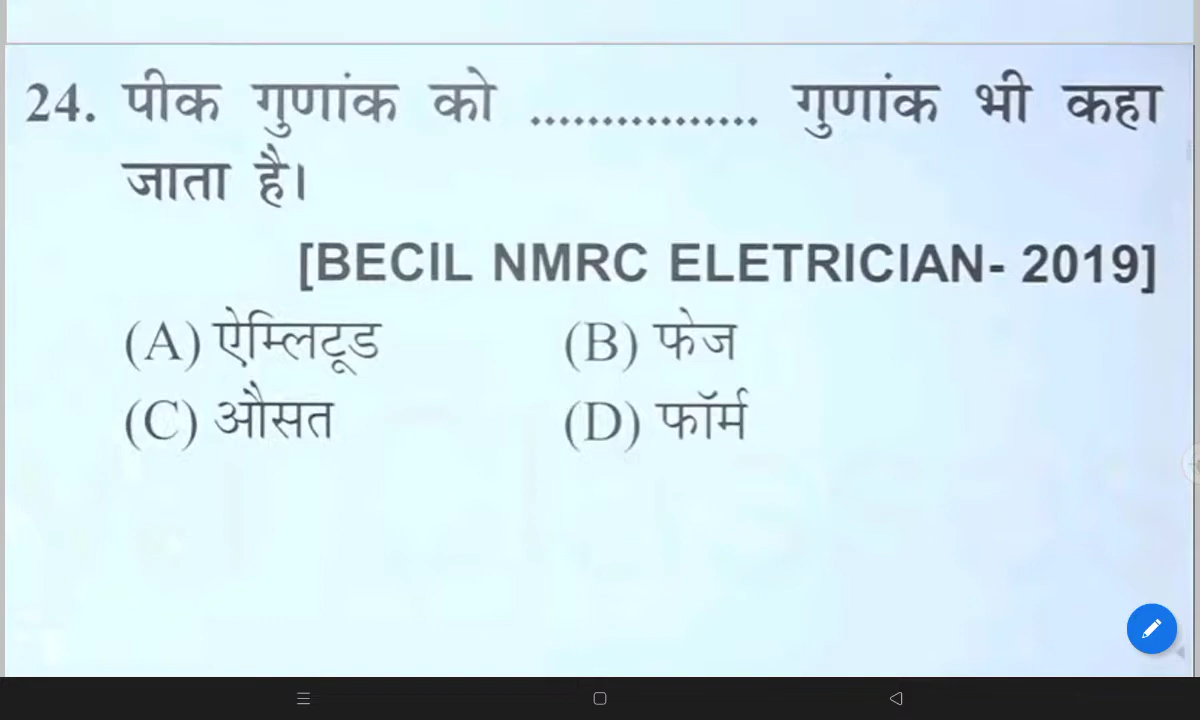 24. पीक गुणांक को ................ गुणांक भी कहा
जाता है।
[BECIL NMRC ELETRICIAN- 2019]
(A) ऐम्लिटूड (B) फेज
(C) औसत (D) फॉर्म